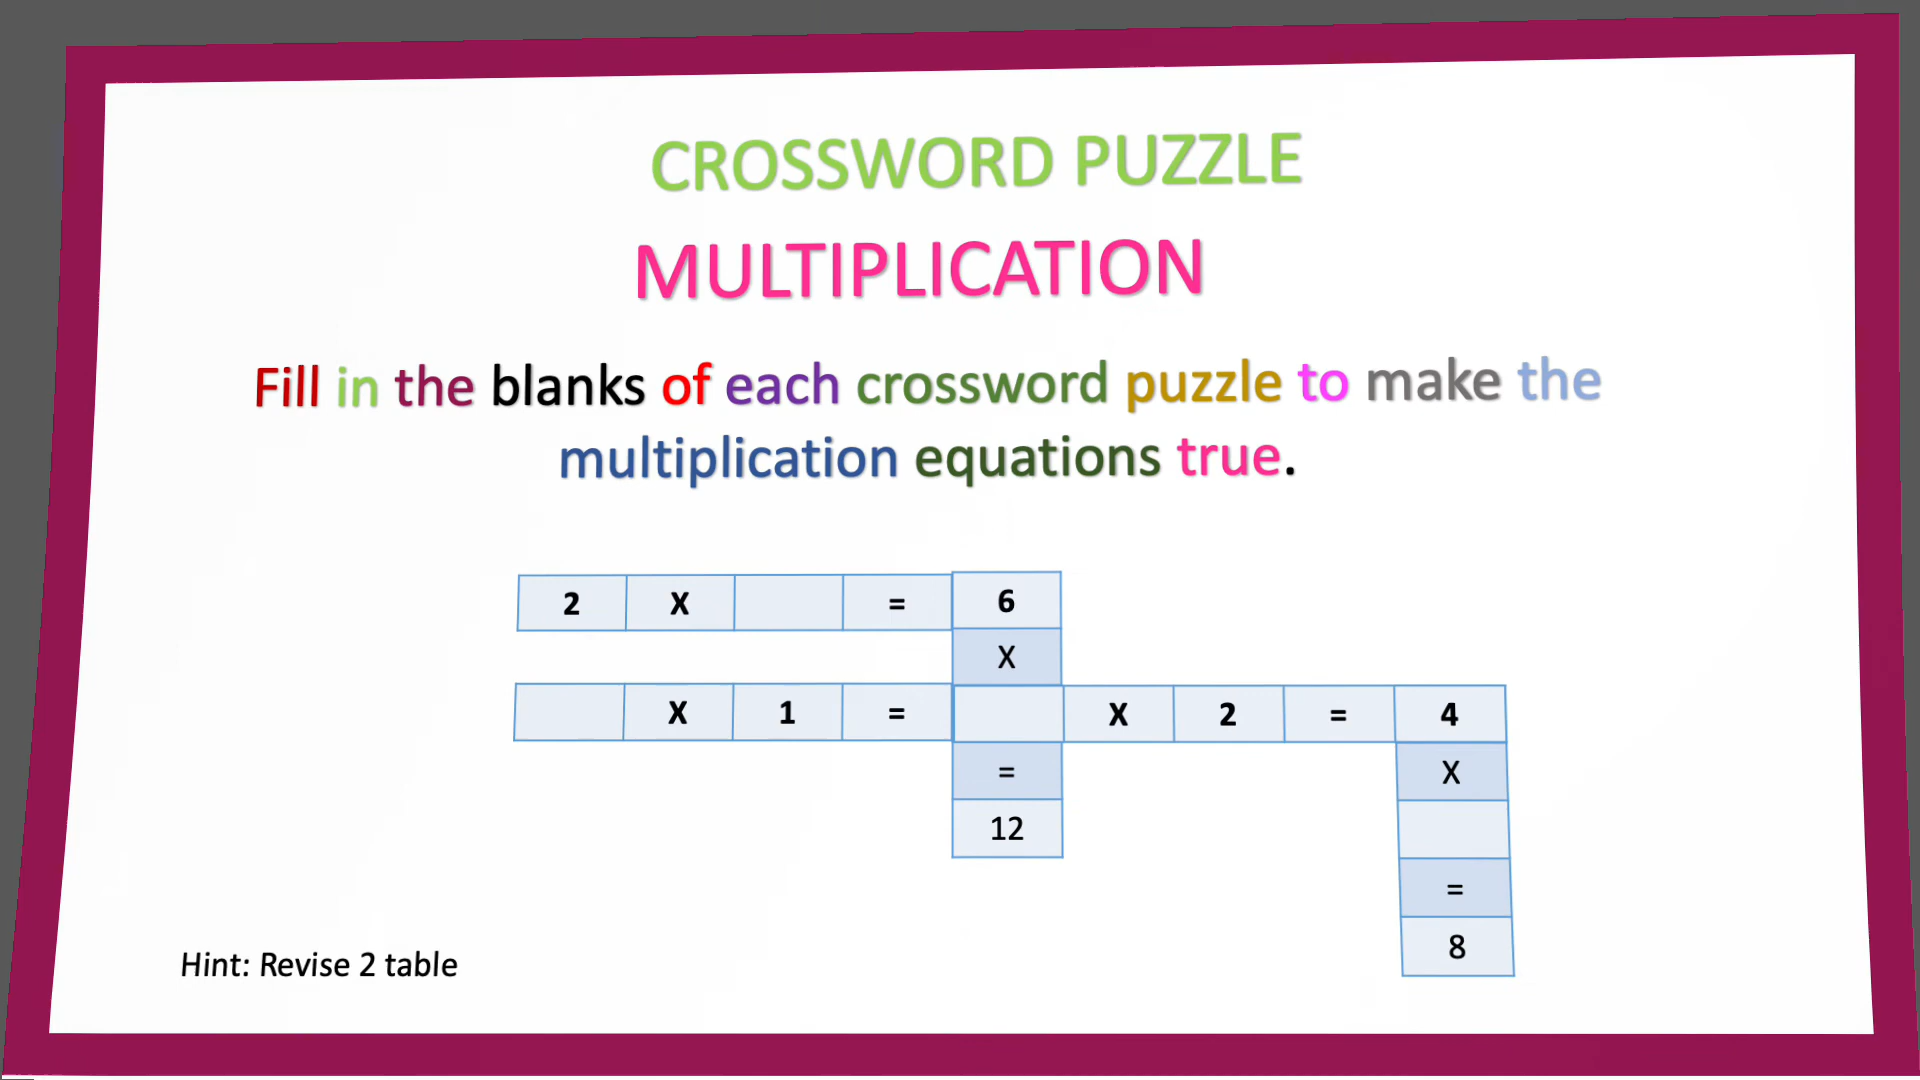 CROSSWORD PUZZLE
MULTIPLICATION
Fill in the blanks of each crossword puzzle to make the
multiplication equations true.
2 X = 6
X
X 1 = X 2 = 4
= X
12
=
8
Hint: Revise 2 table